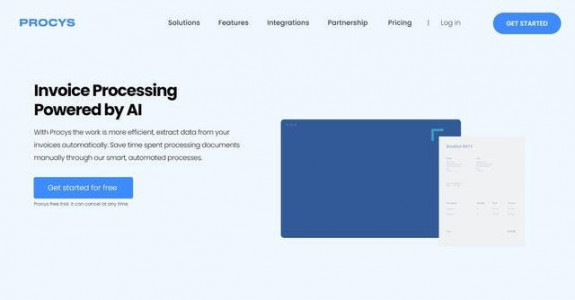 PROCYS
Solutions Features Integrations Partnership Pricing | Log in GET STARTED
Invoice Processing
Powered by AI
With Procys the work is more efficient, extract data from your
invoices automatically. Save time spent processing documents
manually through our smart, automated processes.
Get started for free
Procys free trial. It can cancel at any time.